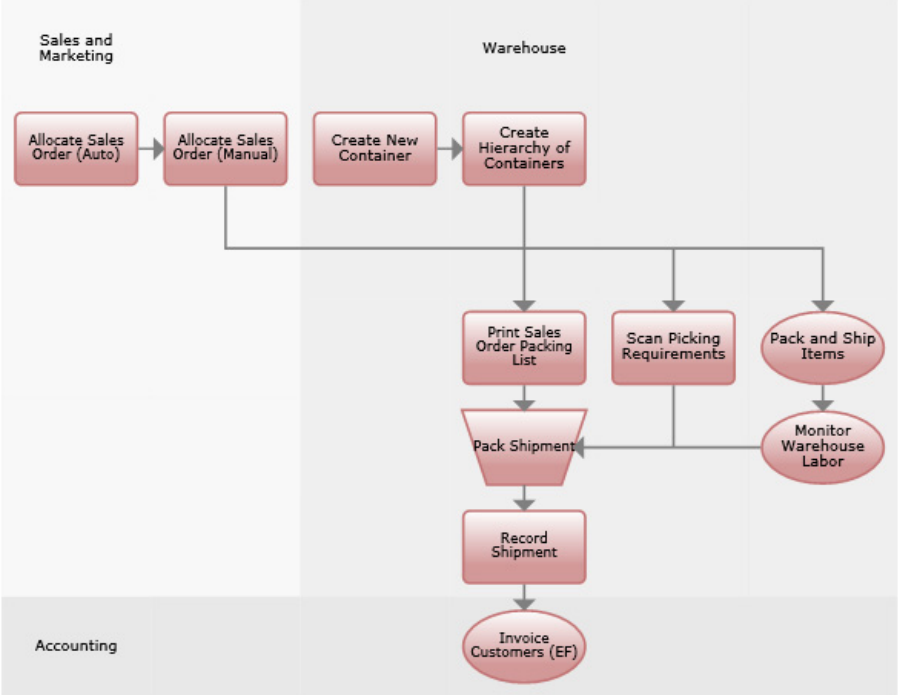 Sales and
Marketing
Warehouse
Allocate Sales
Order (Auto)
Allocate Sales
Order (Manual)
Create New
Container
Create
Hierarchy of
Containers
Print Sales
Order Packing
List
Scan Picking
Requirements
Pack and Ship
Items
Pack Shipment
Monitor
Warehouse
Labor
Record
Shipment
Accounting
Invoice
Customers (EF)